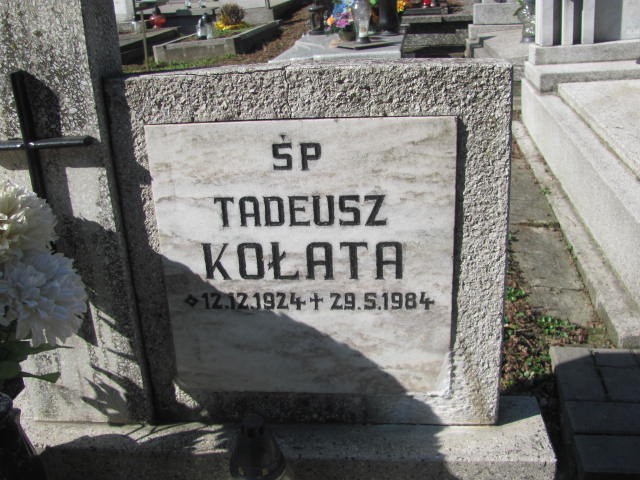 ŚP
TADEUSZ
KOŁATA
⋄12.12.1924 ✝ 29.5.1984